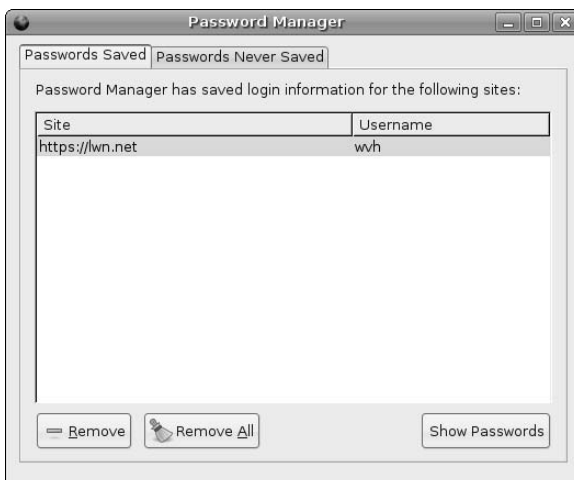 Password Manager
Passwords Saved Passwords Never Saved
Password Manager has saved login information for the following sites:
Site Username
https://lwn.net wvh
Remove Remove All Show Passwords